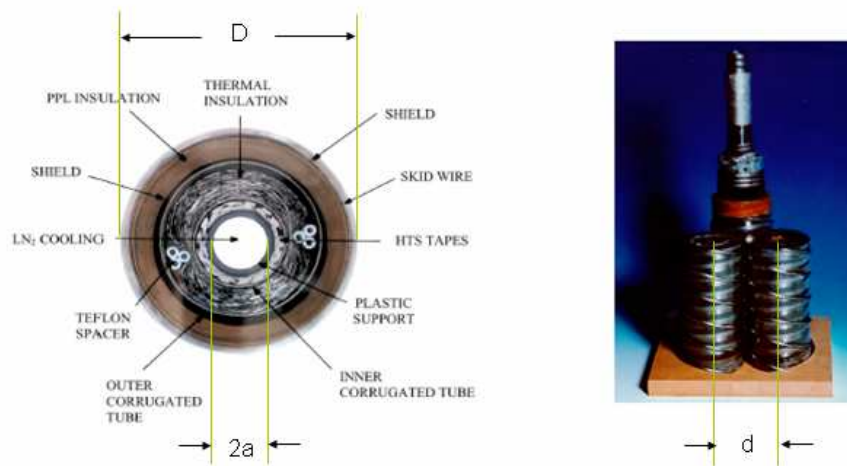 D
THERMAL
INSULATION
PPL INSULATION
SHIELD
SHIELD
SKID WIRE
LN₂ COOLING
HTS TAPES
TEFLON
SPACER
PLASTIC
SUPPORT
OUTER
CORRUGATED
TUBE
INNER
CORRUGATED TUBE
2a
d